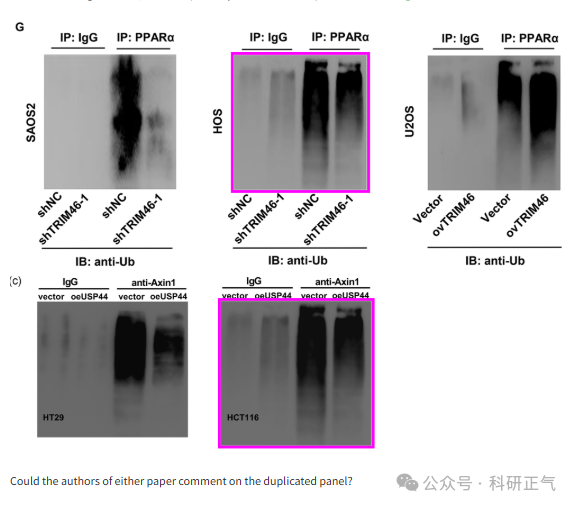 G
IP: IgG IP: PPARα
IP: IgG IP: PPARα
IP: IgG IP: PPARα
SAOS2
HOS
U2OS
shNC
shTRIM46-1
shNC
shTRIM46-1
shNC
shTRIM46-1
shNC
shTRIM46-1
Vector
ovTRIM46
Vector
ovTRIM46
IB: anti-Ub
IB: anti-Ub
IB: anti-Ub
(c)
IgG anti-Axin1
IgG anti-Axin1
vector oeUSP44 vector oeUSP44
vector oeUSP44 vector oeUSP44
HT29
HCT116
Could the authors of either paper comment on the duplicated panel?
公众号 · 科研正气